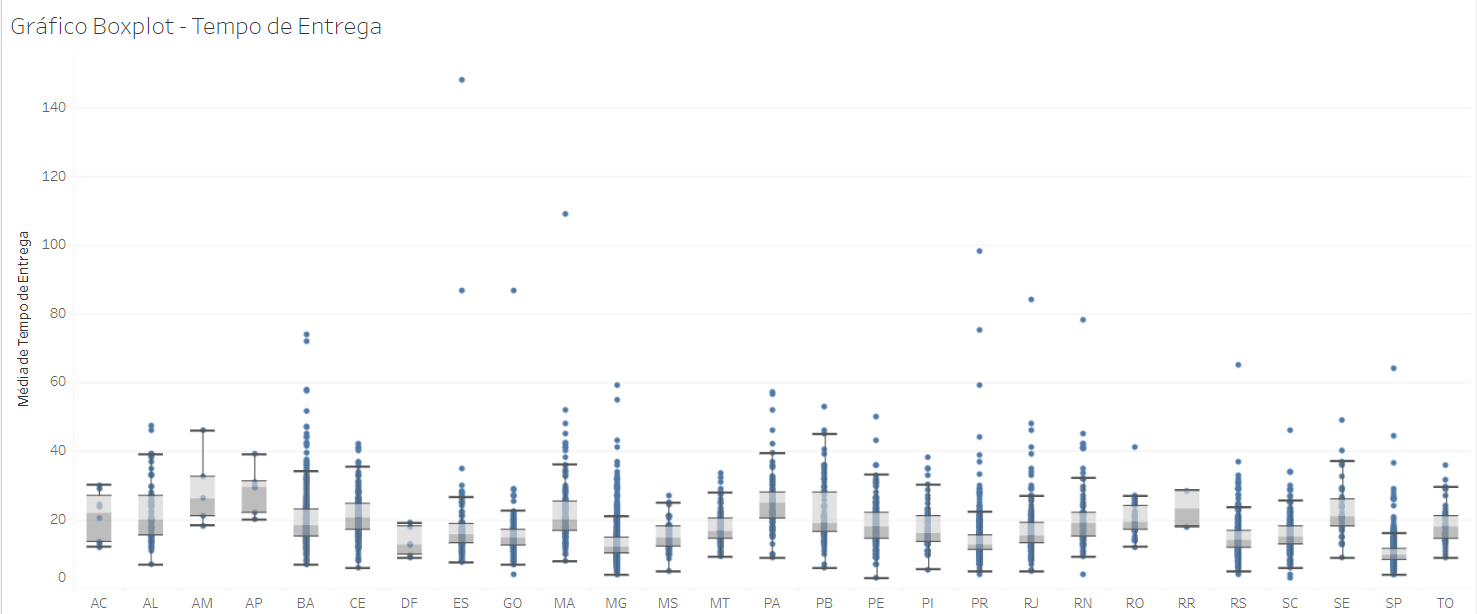 Gráfico Boxplot - Tempo de Entrega
Média de Tempo de Entrega
140
120
100
80
60
40
20
0
AC AL AM AP BA CE DF ES GO MA MG MS MT PA PB PE PI PR RJ RN RO RR RS SC SE SP TO